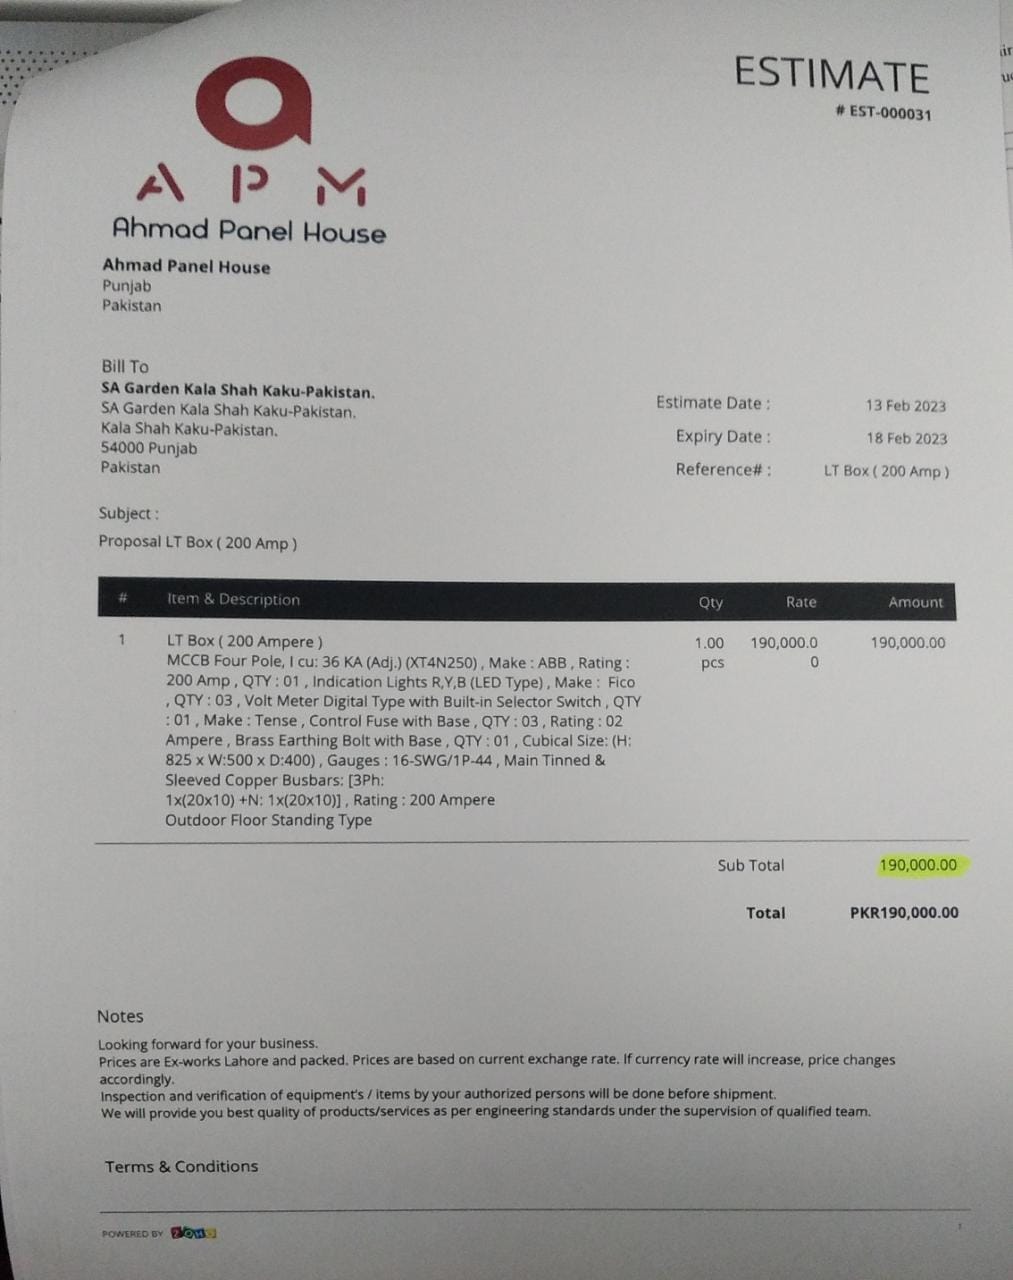 ESTIMATE
# EST-000031
APM
Ahmad Panel House
Ahmad Panel House
Punjab
Pakistan
Bill To
SA Garden Kala Shah Kaku-Pakistan.
SA Garden Kala Shah Kaku-Pakistan.
Kala Shah Kaku-Pakistan.
54000 Punjab
Pakistan
Estimate Date : 13 Feb 2023
Expiry Date : 18 Feb 2023
Reference# : LT Box ( 200 Amp )
Subject :
Proposal LT Box ( 200 Amp )
# Item & Description Qty Rate Amount
1 LT Box ( 200 Ampere ) 1.00 190,000.0 190,000.00
MCCB Four Pole, I cu: 36 KA (Adj.) (XT4N250) , Make : ABB , Rating : pcs 0
200 Amp , QTY : 01 , Indication Lights R,Y,B (LED Type) , Make : Fico
, QTY : 03 , Volt Meter Digital Type with Built-in Selector Switch , QTY
: 01 , Make : Tense , Control Fuse with Base , QTY : 03 , Rating : 02
Ampere , Brass Earthing Bolt with Base , QTY : 01 , Cubical Size: (H:
825 x W:500 x D:400) , Gauges : 16-SWG/1P-44 , Main Tinned &
Sleeved Copper Busbars: [3Ph:
1x(20x10) +N: 1x(20x10)] , Rating : 200 Ampere
Outdoor Floor Standing Type
Sub Total 190,000.00
Total PKR190,000.00
Notes
Looking forward for your business.
Prices are Ex-works Lahore and packed. Prices are based on current exchange rate. If currency rate will increase, price changes
accordingly.
Inspection and verification of equipment's / items by your authorized persons will be done before shipment.
We will provide you best quality of products/services as per engineering standards under the supervision of qualified team.
Terms & Conditions
POWERED BY ZOHO
1